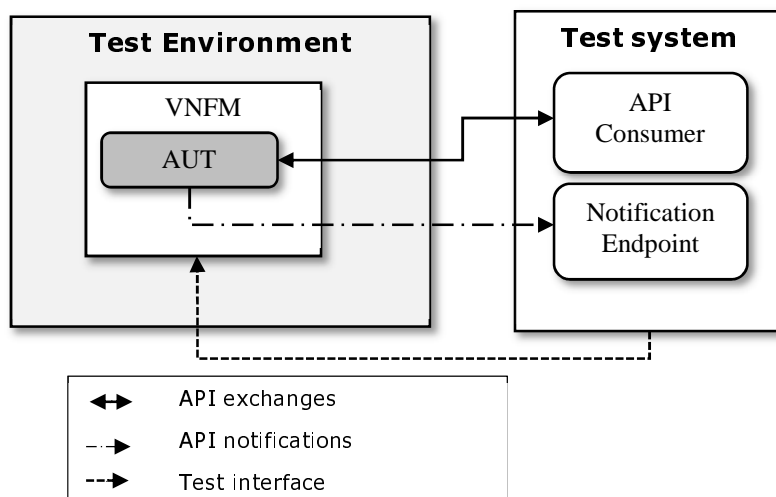 Test Environment
VNFM
AUT
Test system
API
Consumer
Notification
Endpoint
API exchanges
API notifications
Test interface